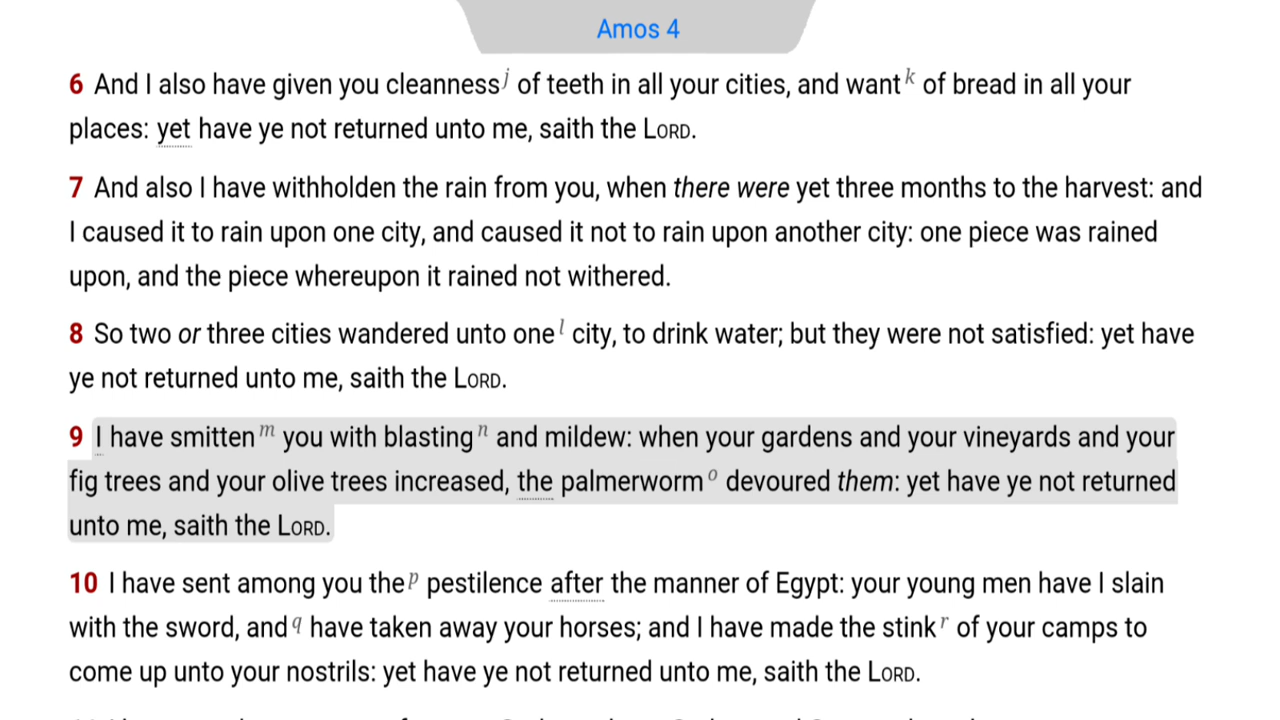 Amos 4
6 And I also have given you cleanness j of teeth in all your cities, and want k of bread in all your
places: yet have ye not returned unto me, saith the LORD.
7 And also I have withholden the rain from you, when there were yet three months to the harvest: and
I caused it to rain upon one city, and caused it not to rain upon another city: one piece was rained
upon, and the piece whereupon it rained not withered.
8 So two or three cities wandered unto one l city, to drink water; but they were not satisfied: yet have
ye not returned unto me, saith the LORD.
9 I have smitten m you with blasting n and mildew: when your gardens and your vineyards and your
fig trees and your olive trees increased, the palmerworm o devoured them: yet have ye not returned
unto me, saith the LORD.
10 I have sent among you the p pestilence after the manner of Egypt: your young men have I slain
with the sword, and q have taken away your horses; and I have made the stink r of your camps to
come up unto your nostrils: yet have ye not returned unto me, saith the LORD.